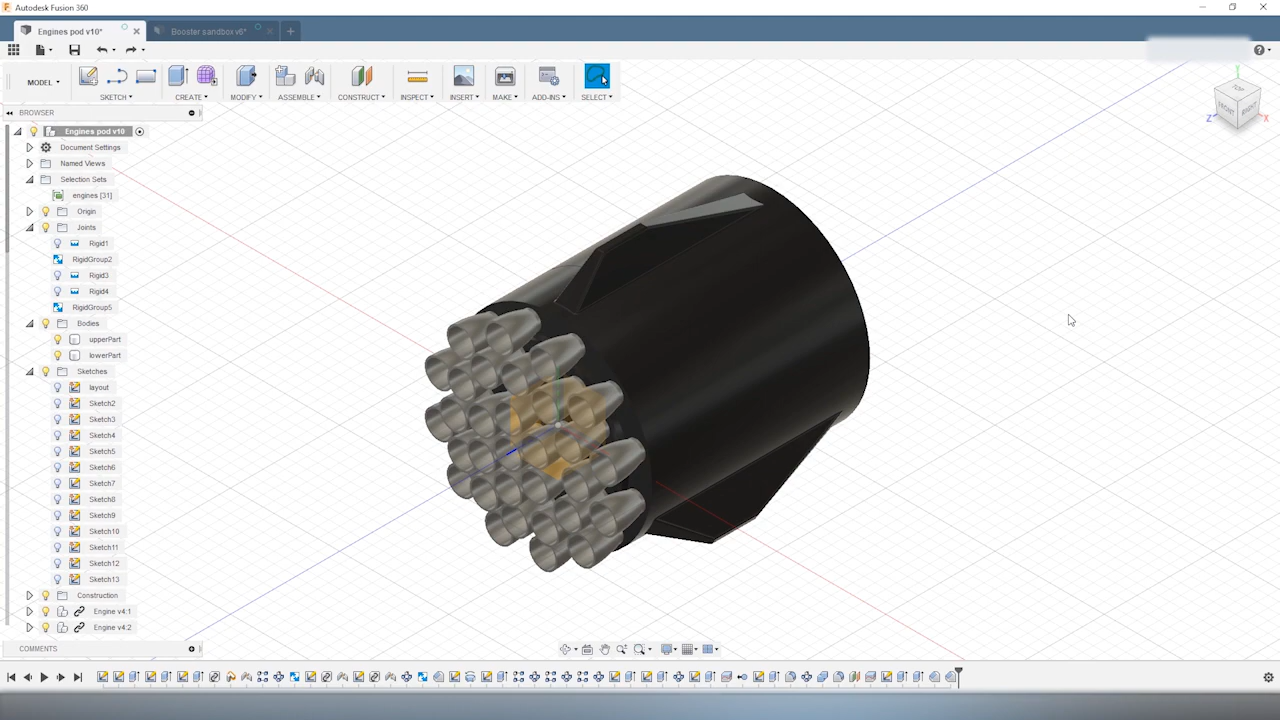 Autodesk Fusion 360
Engines pod v10*
Booster sandbox v6*
MODEL
SKETCH
CREATE
MODIFY
ASSEMBLE
CONSTRUCT
INSPECT
INSERT
MAKE
ADD-INS
SELECT
BROWSER
Engines pod v10
Document Settings
Named Views
Selection Sets
engines [31]
Origin
Joints
Rigid1
RigidGroup2
Rigid3
Rigid4
RigidGroup5
Bodies
upperPart
lowerPart
Sketches
layout
Sketch2
Sketch3
Sketch4
Sketch5
Sketch6
Sketch7
Sketch8
Sketch9
Sketch10
Sketch11
Sketch12
Sketch13
Construction
Engine v4:1
Engine v4:2
COMMENTS
Y
TOP
FRONT
RIGHT
Z
X